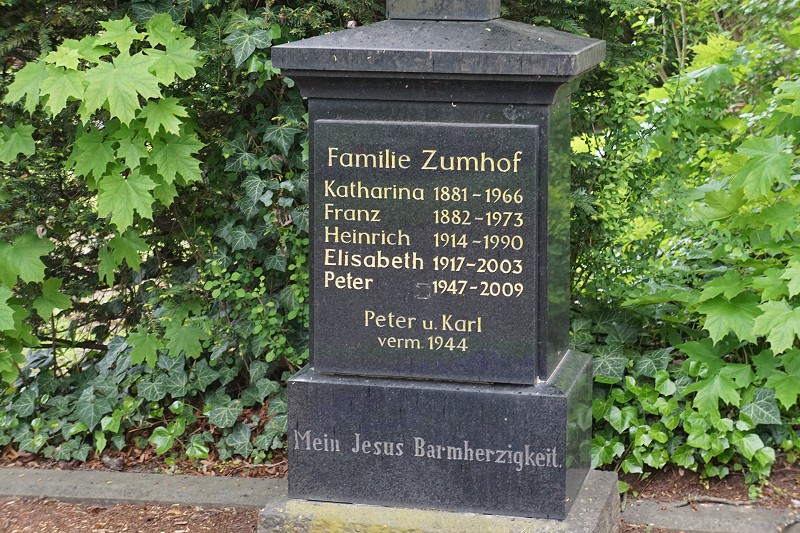 Familie Zumhof
Katharina 1881 - 1966
Franz 1882 - 1973
Heinrich 1914 - 1990
Elisabeth 1917 - 2003
Peter 1947 - 2009
Peter u. Karl
verm. 1944
Mein Jesus Barmherzigkeit.